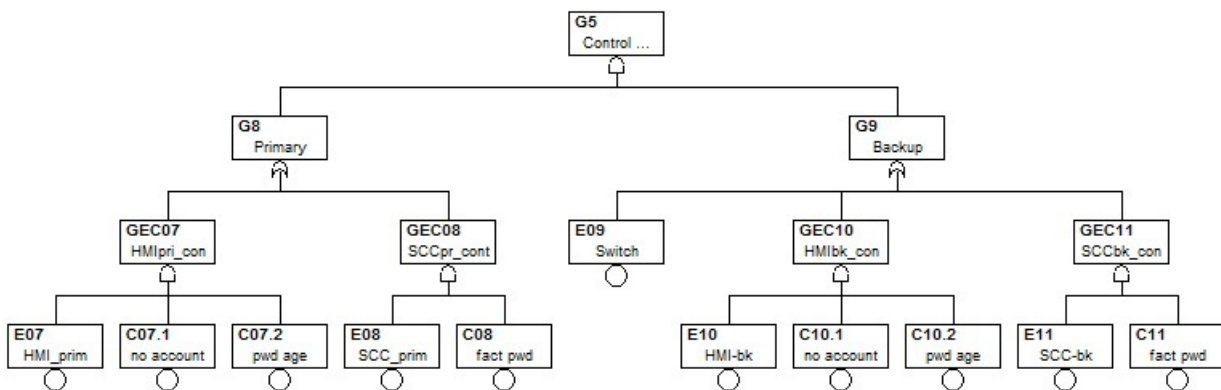 G5
Control ...
G8
Primary
G9
Backup
GEC07
HMIpri_con
GEC08
SCCpr_cont
E09
Switch
GEC10
HMIbk_con
GEC11
SCCbk_con
E07
HMI_prim
C07.1
no account
C07.2
pwd age
E08
SCC_prim
C08
fact pwd
E10
HMI-bk
C10.1
no account
C10.2
pwd age
E11
SCC-bk
C11
fact pwd